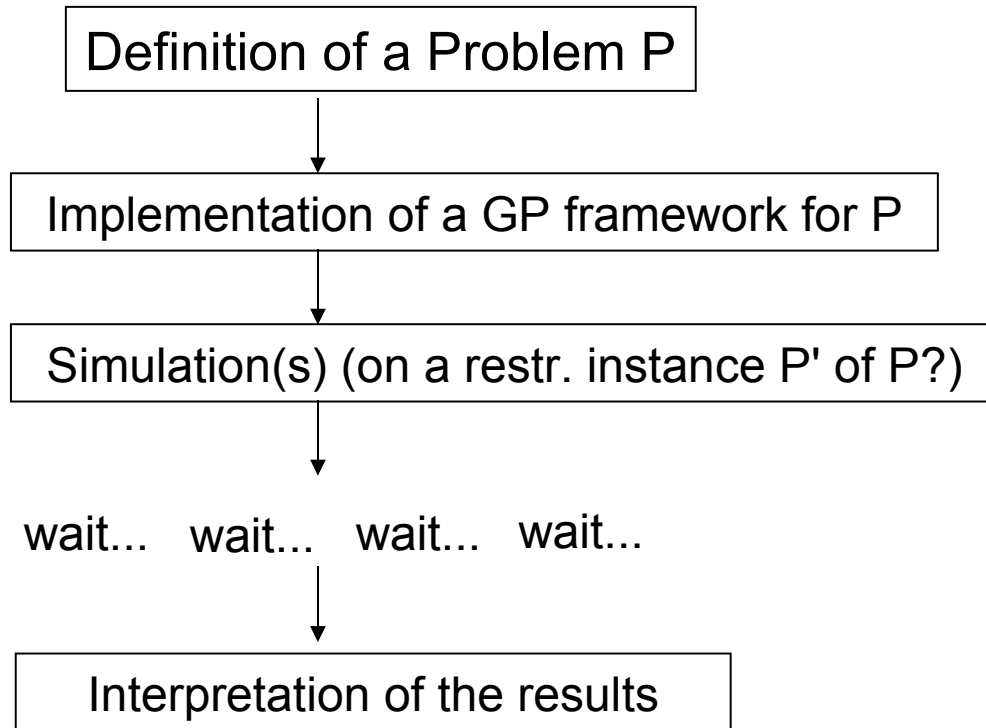 Definition of a Problem P
Implementation of a GP framework for P
Simulation(s) (on a restr. instance P' of P?)
wait... wait... wait... wait...
Interpretation of the results